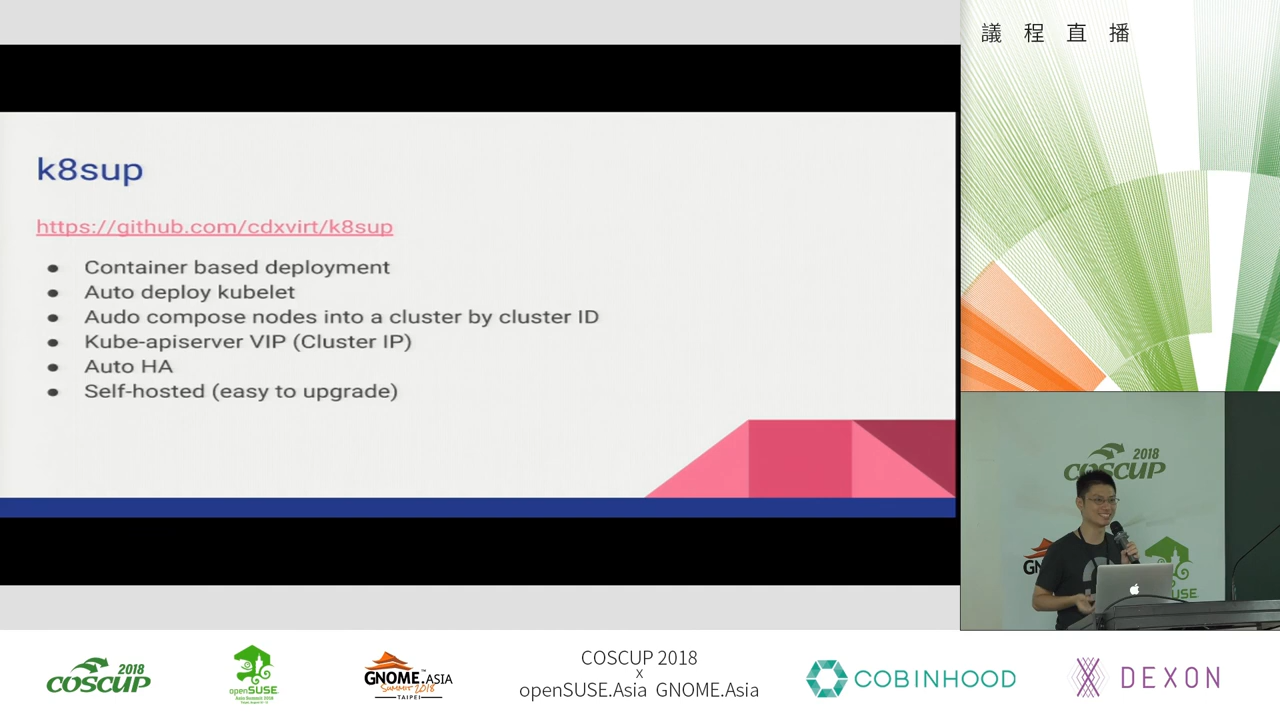 議程直播
k8sup
https://github.com/cdxvirt/k8sup
● Container based deployment
● Auto deploy kubelet
● Audo compose nodes into a cluster by cluster ID
● Kube-apiserver VIP (Cluster IP)
● Auto HA
● Self-hosted (easy to upgrade)
2018
COSCUP
GN
SUSE
2018
COSCUP
openSUSE
Asia Summit 2018
GNOME.ASIA
SUMMIT 2018
TAIPEI
COSCUP 2018
x
openSUSE.Asia GNOME.Asia
COBINHOOD
DEXON